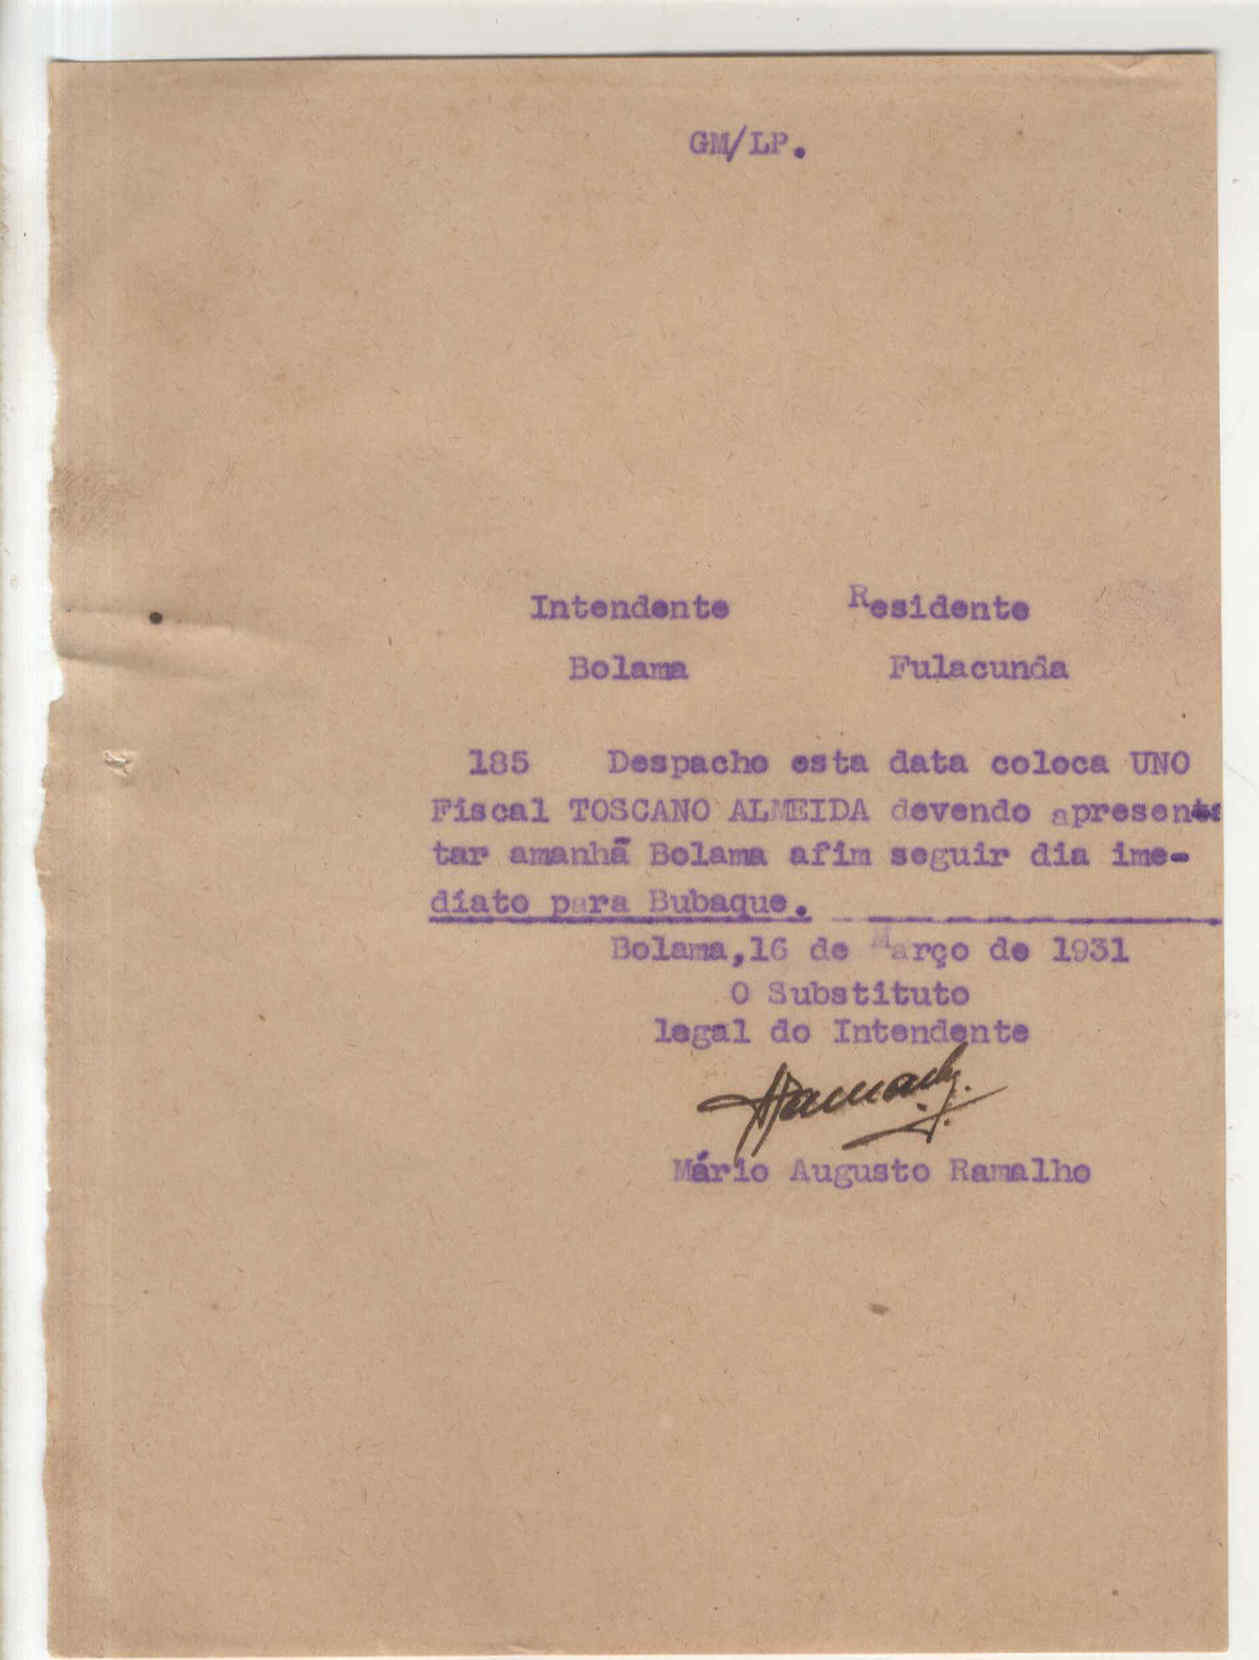 GM/LP.
Intendente Residente
Bolama Fulacunda
185 Despacho esta data coloca UNO
Fiscal TOSCANO ALMEIDA devendo apresen
tar amanhã Bolama afim seguir dia ime-
diato para Bubaque.
Bolama,16 de Março de 1931
O Substituto
legal do Intendente
Ramalho
Mário Augusto Ramalho